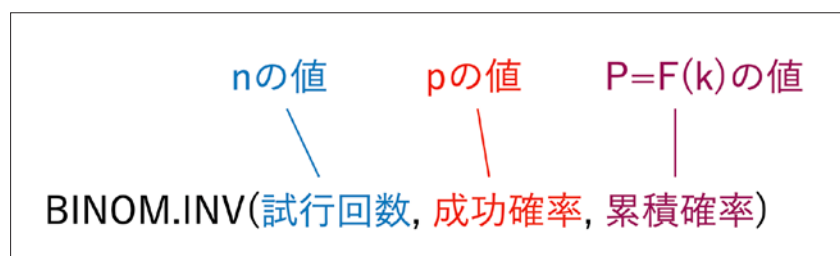 nの値 pの値 P=F(k)の値
BINOM.INV(試行回数, 成功確率, 累積確率)